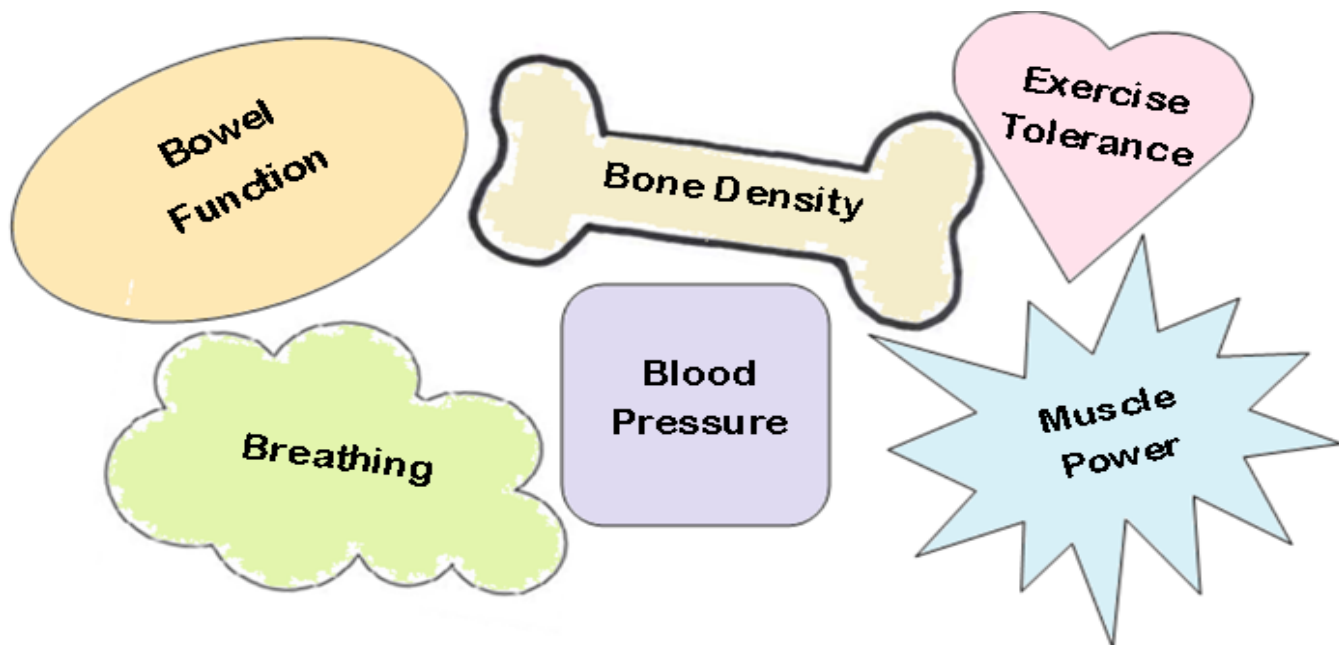 Bowel
Function
Bone Density
Exercise
Tolerance
Breathing
Blood
Pressure
Muscle
Power